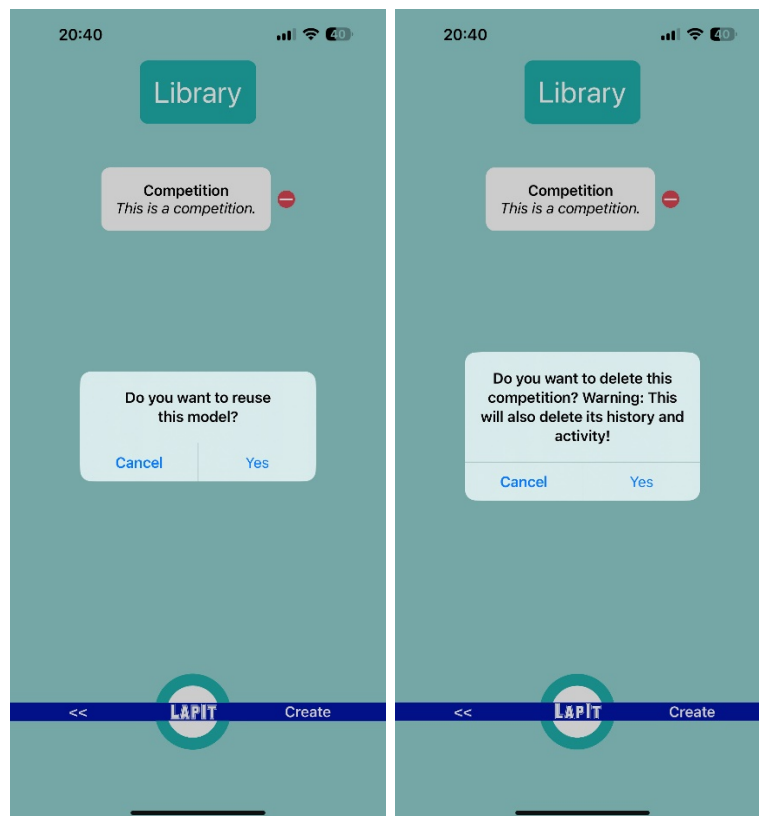 20:40
40
Library
Competition
This is a competition.
Do you want to reuse
this model?
Cancel Yes
<< LAPIT Create
20:40
40
Library
Competition
This is a competition.
Do you want to delete this
competition? Warning: This
will also delete its history and
activity!
Cancel Yes
<< LAPIT Create